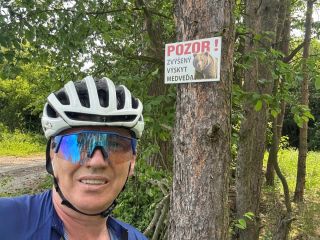 POZOR !
ZVÝŠENÝ
VÝSKYT
MEDVEĎA